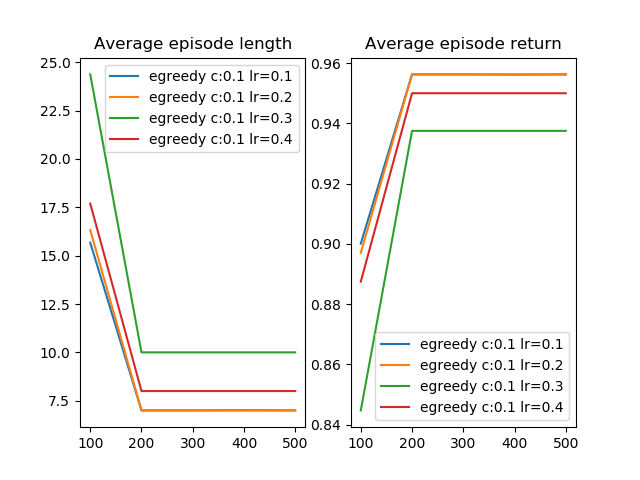 Average episode length
25.0
22.5
20.0
17.5
15.0
12.5
10.0
7.5
100
200
300
400
500
egreedy c:0.1 lr=0.1
egreedy c:0.1 lr=0.2
egreedy c:0.1 lr=0.3
egreedy c:0.1 lr=0.4
Average episode return
0.96
0.94
0.92
0.90
0.88
0.86
0.84
100
200
300
400
500
egreedy c:0.1 lr=0.1
egreedy c:0.1 lr=0.2
egreedy c:0.1 lr=0.3
egreedy c:0.1 lr=0.4